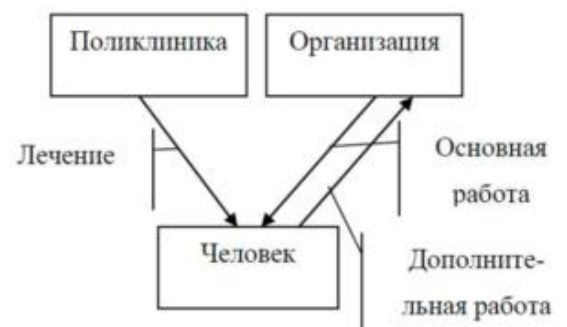 Поликлиника
Организация
Лечение
Основная
работа
Человек
Дополните-
льная работа